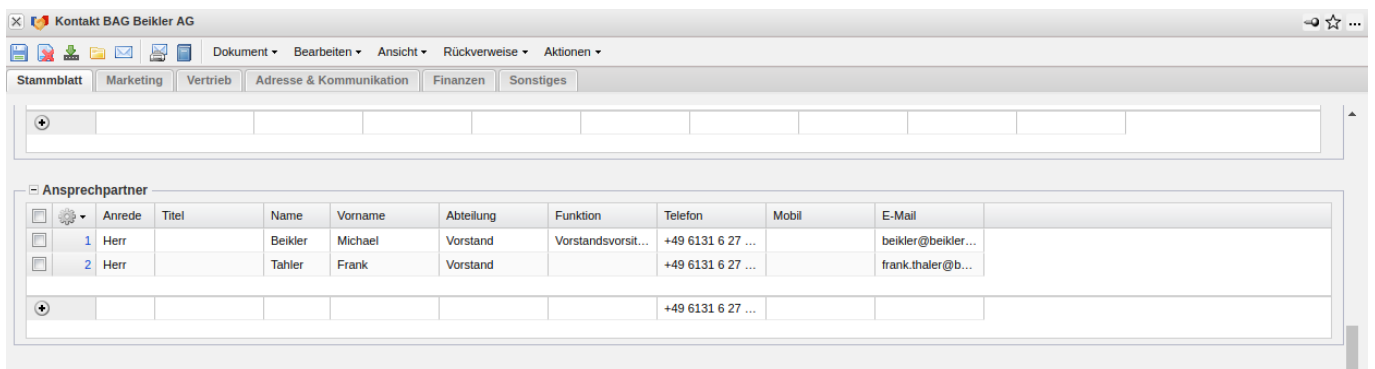 Kontakt BAG Beikler AG
Dokument Bearbeiten Ansicht Rückverweise Aktionen
Stammblatt Marketing Vertrieb Adresse & Kommunikation Finanzen Sonstiges
Ansprechpartner
Anrede Titel Name Vorname Abteilung Funktion Telefon Mobil E-Mail
1 Herr Beikler Michael Vorstand Vorstandsvorsit... +49 6131 6 27 ... beikler@beikler...
2 Herr Tahler Frank Vorstand +49 6131 6 27 ... frank.thaler@b...
+49 6131 6 27 ...